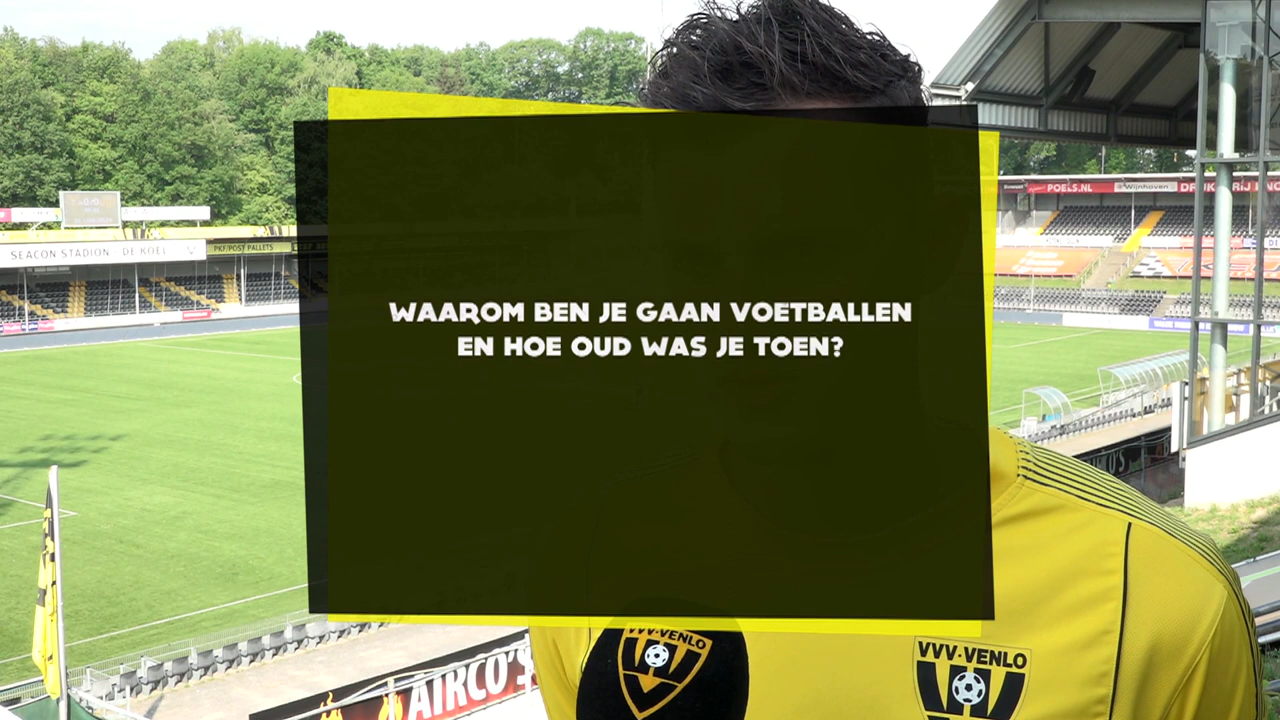 POELS.NL
Wijnhoven
DRUKKERIJ
SEACON STADION - DE KOEL
PKF/POST PALLETS
WAAROM BEN JE GAAN VOETBALLEN
EN HOE OUD WAS JE TOEN?
VVV-VENLO
VVV-VENLO
AIRCO'S